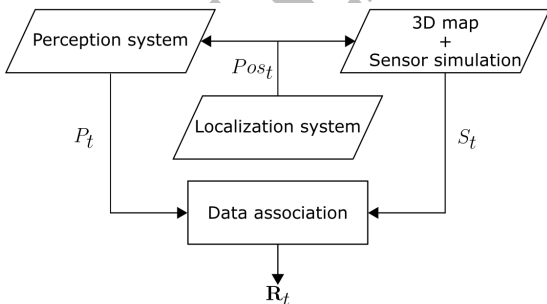 Perception system
3D map
+
Sensor simulation
Pos_t
Localization system
P_t
S_t
Data association
R_t